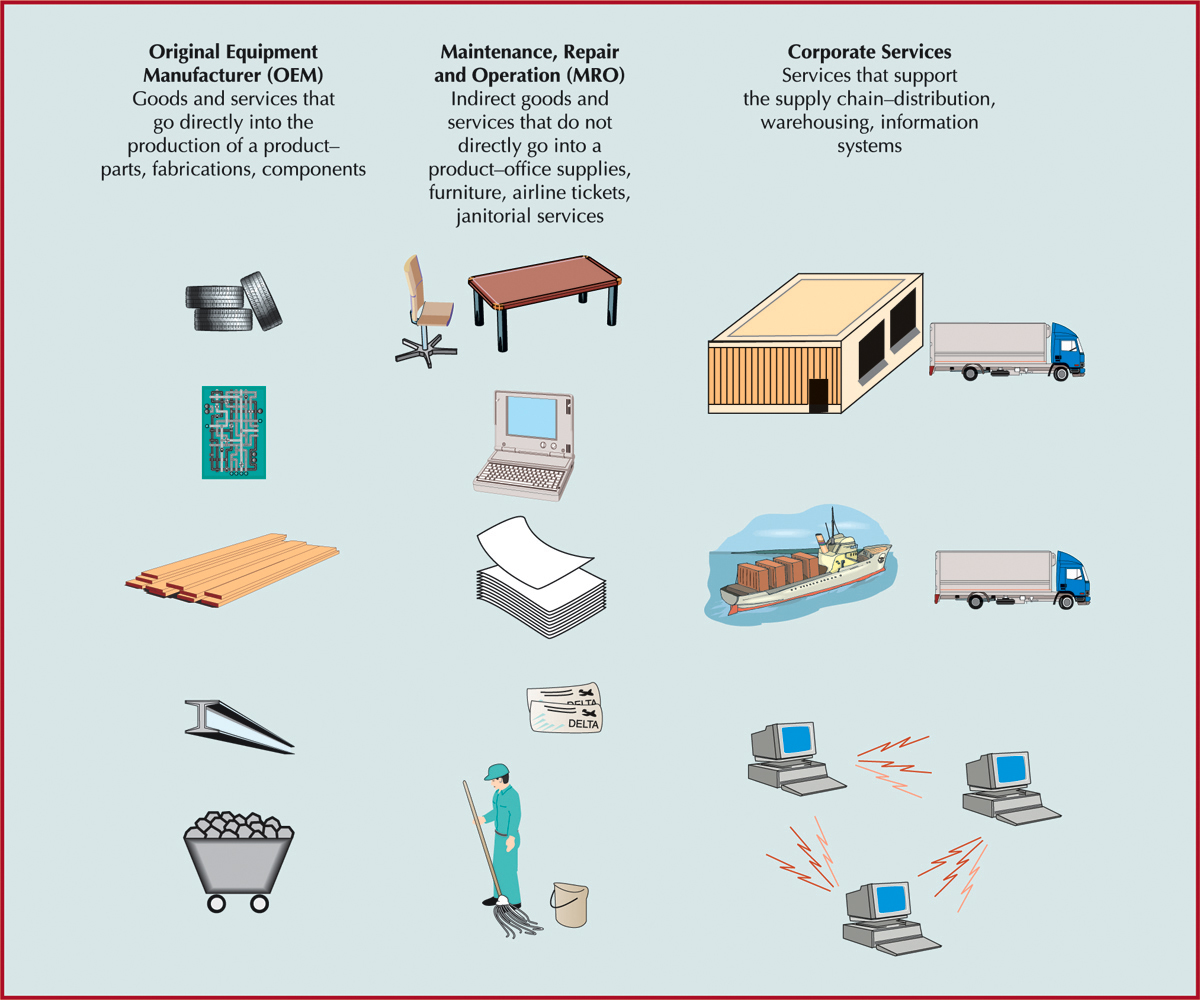 Original Equipment
Manufacturer (OEM)
Goods and services that
go directly into the
production of a product–
parts, fabrications, components
Maintenance, Repair
and Operation (MRO)
Indirect goods and
services that do not
directly go into a
product–office supplies,
furniture, airline tickets,
janitorial services
Corporate Services
Services that support
the supply chain–distribution,
warehousing, information
systems
DELTA
DELTA